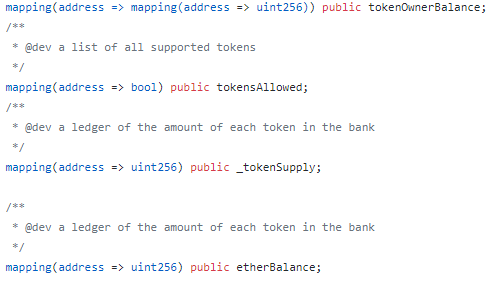 mapping(address => mapping(address => uint256)) public tokenOwnerBalance;
/**
 * @dev a list of all supported tokens
 */
mapping(address => bool) public tokensAllowed;
/**
 * @dev a ledger of the amount of each token in the bank
 */
mapping(address => uint256) public _tokenSupply;
/**
 * @dev a ledger of the amount of each token in the bank
 */
mapping(address => uint256) public etherBalance;